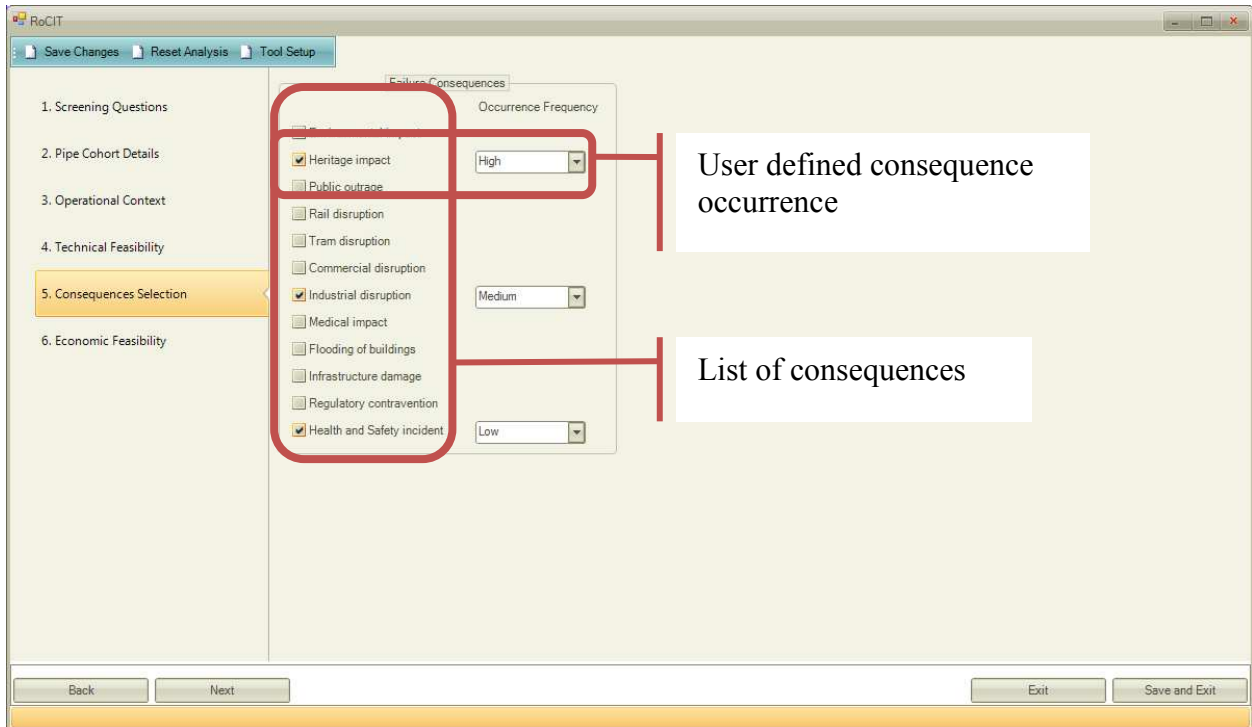 RoCIT
Save Changes Reset Analysis Tool Setup
1. Screening Questions
2. Pipe Cohort Details
3. Operational Context
4. Technical Feasibility
5. Consequences Selection
6. Economic Feasibility
Failure Consequences
Occurrence Frequency
Heritage impact High
Public outrage
Rail disruption
Tram disruption
Commercial disruption
Industrial disruption Medium
Medical impact
Flooding of buildings
Infrastructure damage
Regulatory contravention
Health and Safety incident Low
User defined consequence
occurrence
List of consequences
Back Next Exit Save and Exit